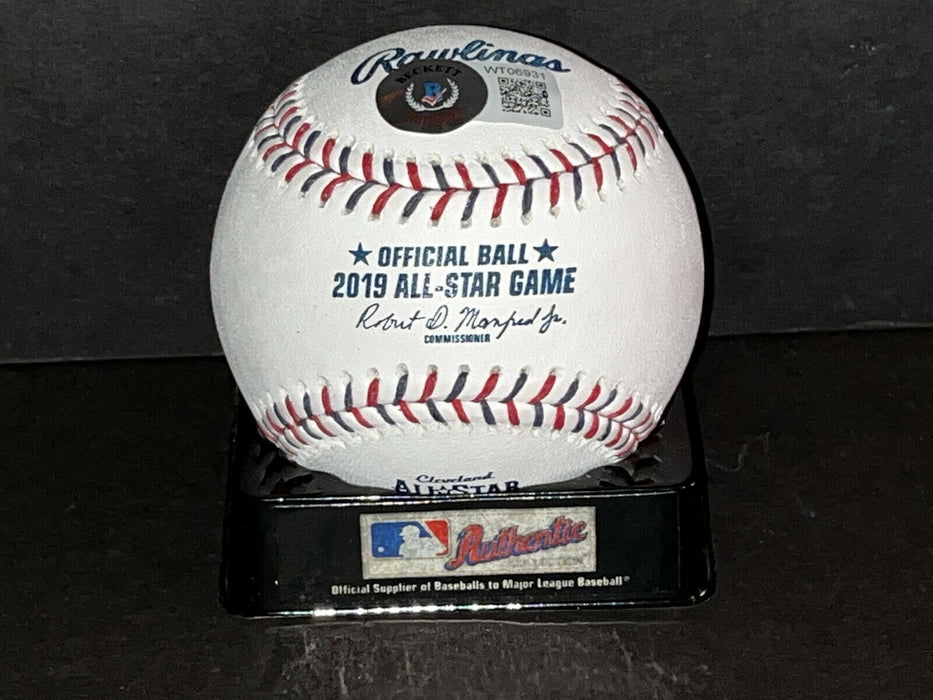 Rawlings
BECKETT
WT06931
OFFICIAL BALL
2019 ALL-STAR GAME
Robert D. Manfred Jr.
COMMISSIONER
Cleveland
ALL-STAR
Authentic
COLLECTION
Official Supplier of Baseballs to Major League Baseball®